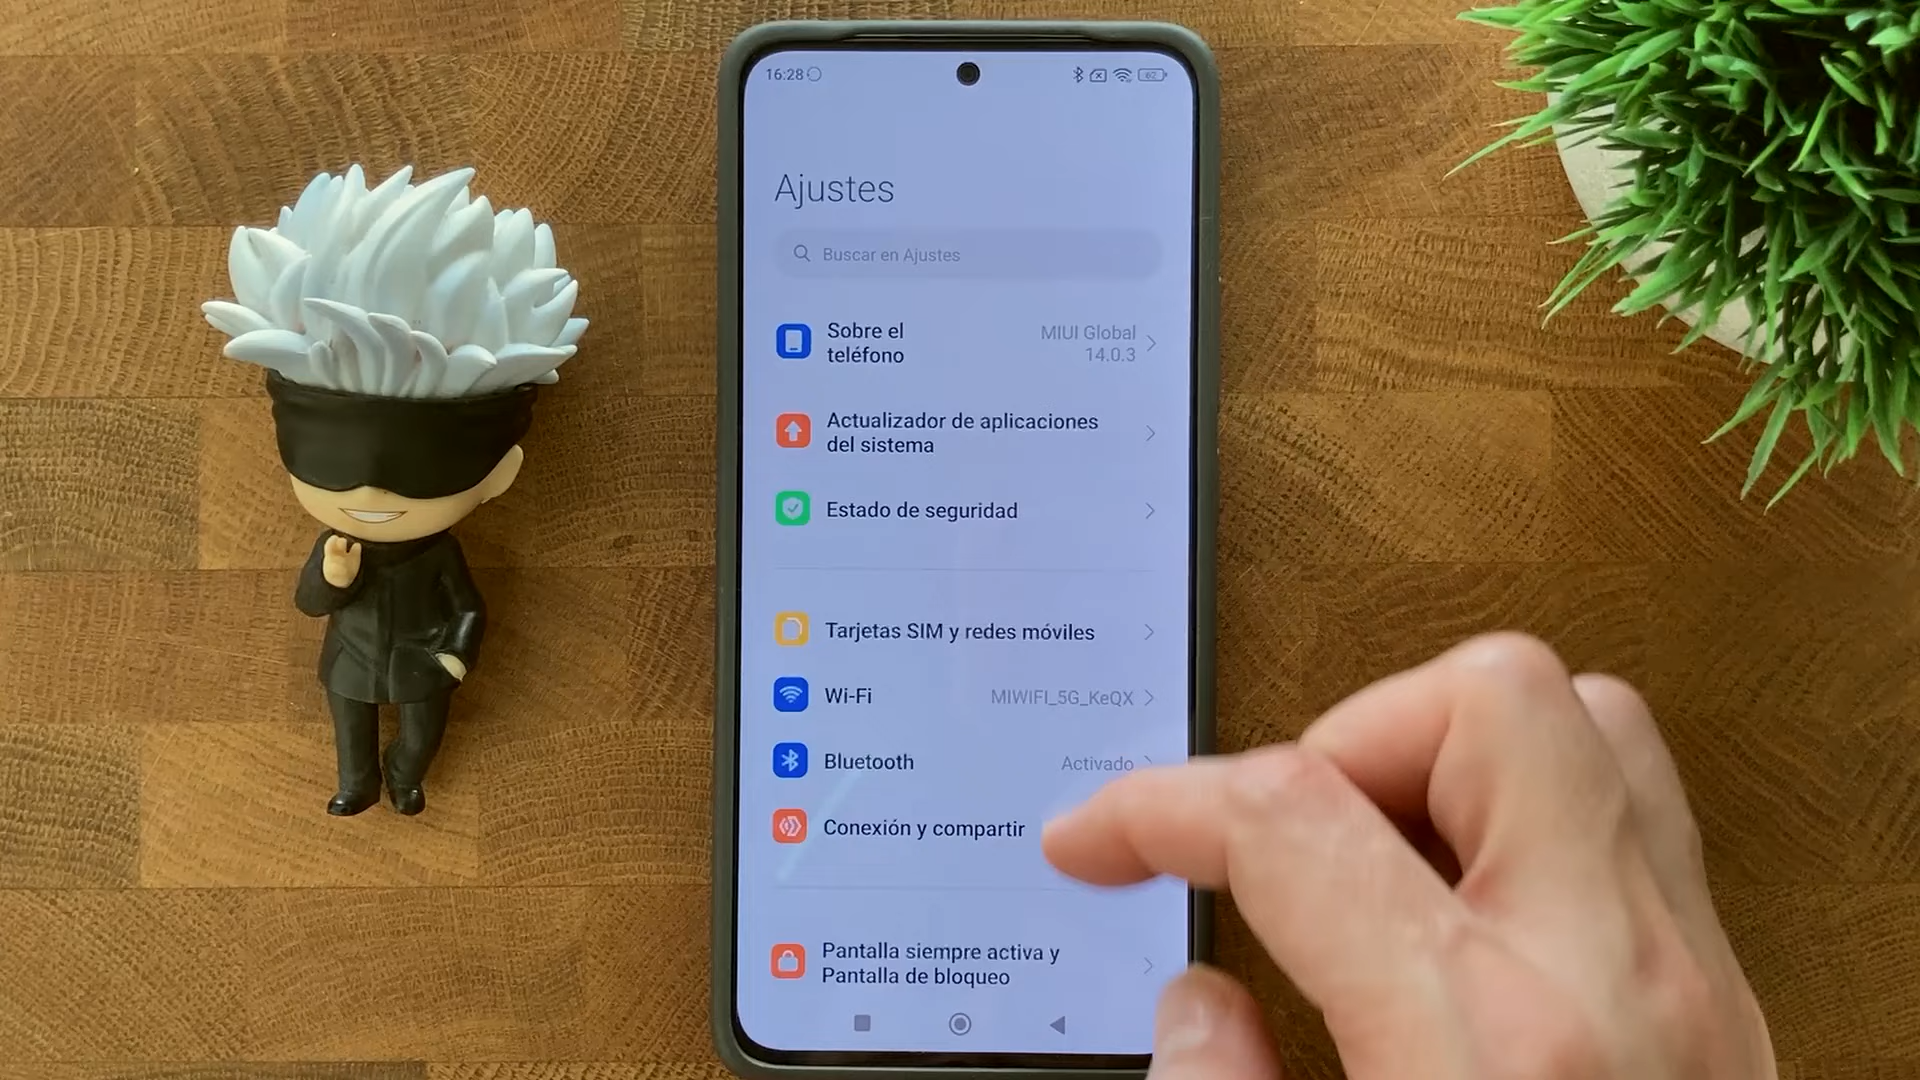 16:28
62
Ajustes
Buscar en Ajustes
Sobre el
teléfono
MIUI Global
14.0.3
Actualizador de aplicaciones
del sistema
Estado de seguridad
Tarjetas SIM y redes móviles
Wi-Fi
MIWIFI_5G_KeQX
Bluetooth
Activado
Conexión y compartir
Pantalla siempre activa y
Pantalla de bloqueo